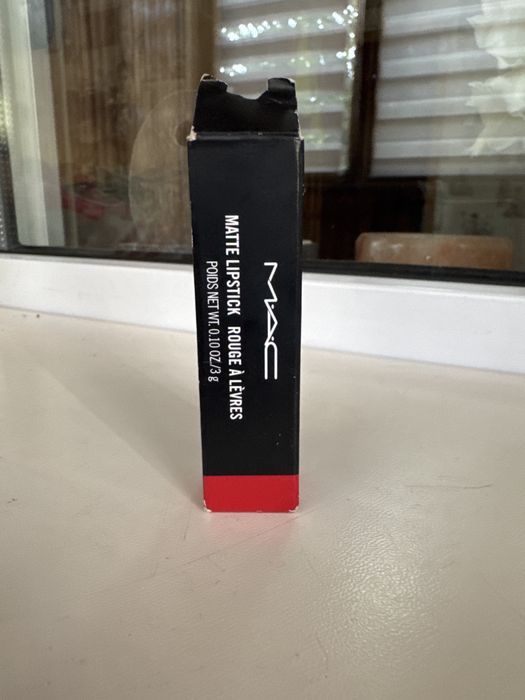 M·A·C
MATTE LIPSTICK ROUGE À LÈVRES
POIDS NET WT. 0.10 OZ/3 g